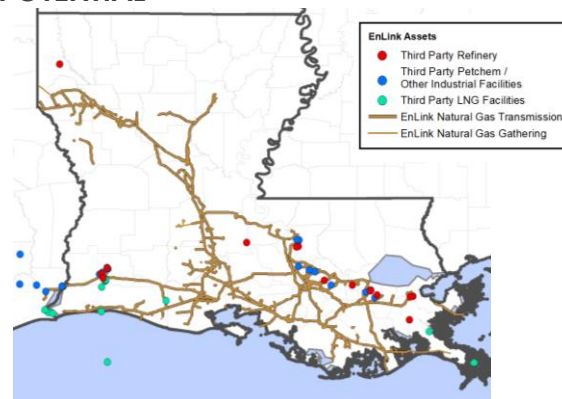 POTENTIAL
EnLink Assets
Third Party Refinery
Third Party Petchem /
Other Industrial Facilities
Third Party LNG Facilities
EnLink Natural Gas Transmission
EnLink Natural Gas Gathering